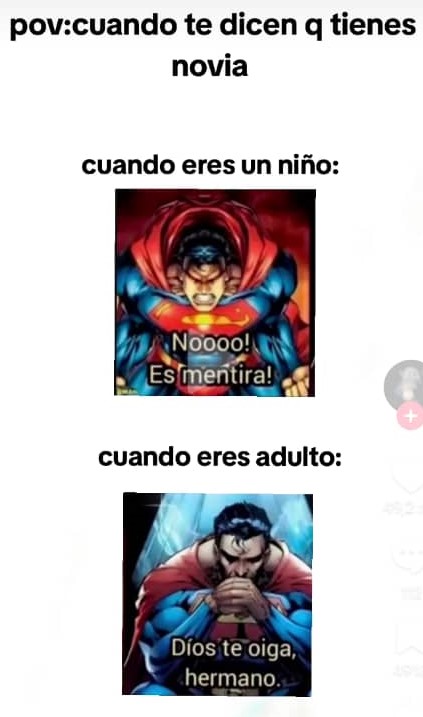 pov:cuando te dicen q tienes
novia
cuando eres un niño:
Noooo!
Es mentira!
cuando eres adulto:
Díos te oiga,
hermano.